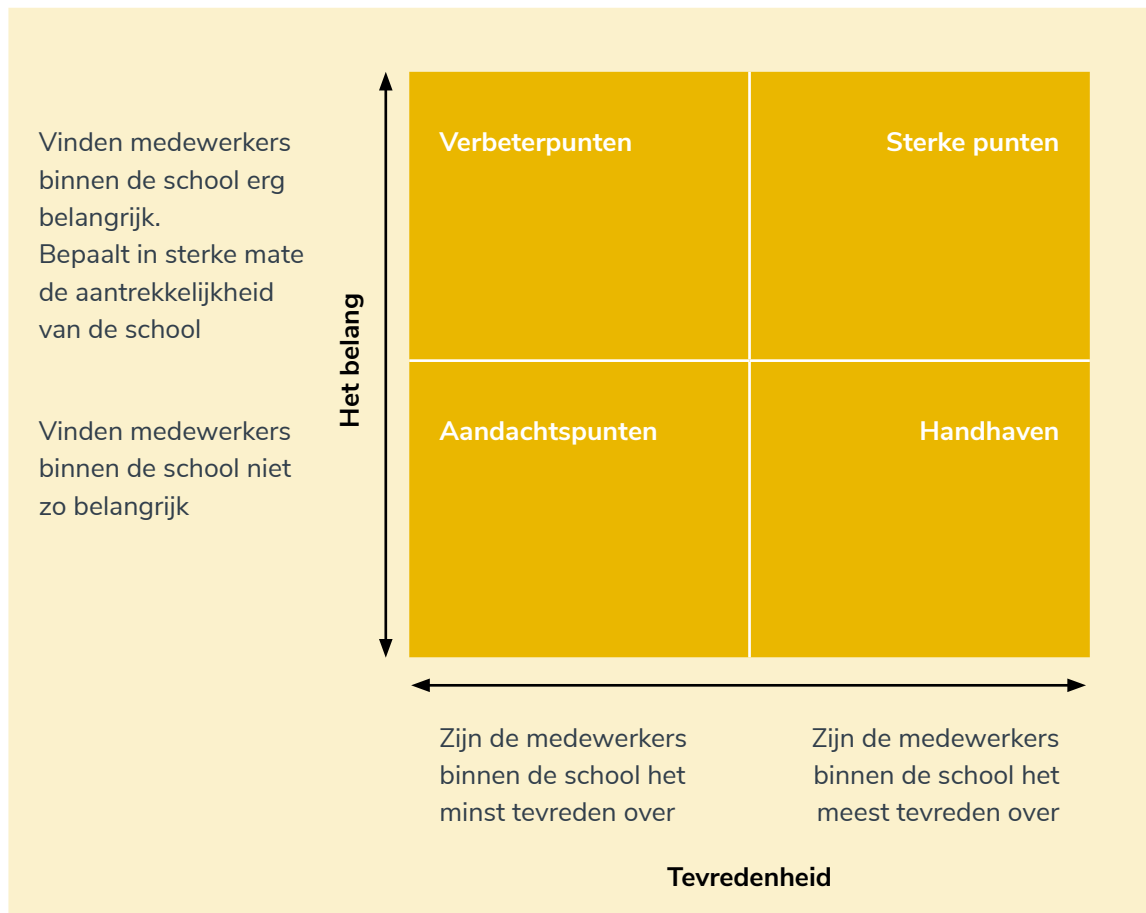 Vinden medewerkers
binnen de school erg
belangrijk.
Bepaalt in sterke mate
de aantrekkelijkheid
van de school
Vinden medewerkers
binnen de school niet
zo belangrijk
Het belang
Verbeterpunten
Sterke punten
Aandachtspunten
Handhaven
Zijn de medewerkers
binnen de school het
minst tevreden over
Zijn de medewerkers
binnen de school het
meest tevreden over
Tevredenheid